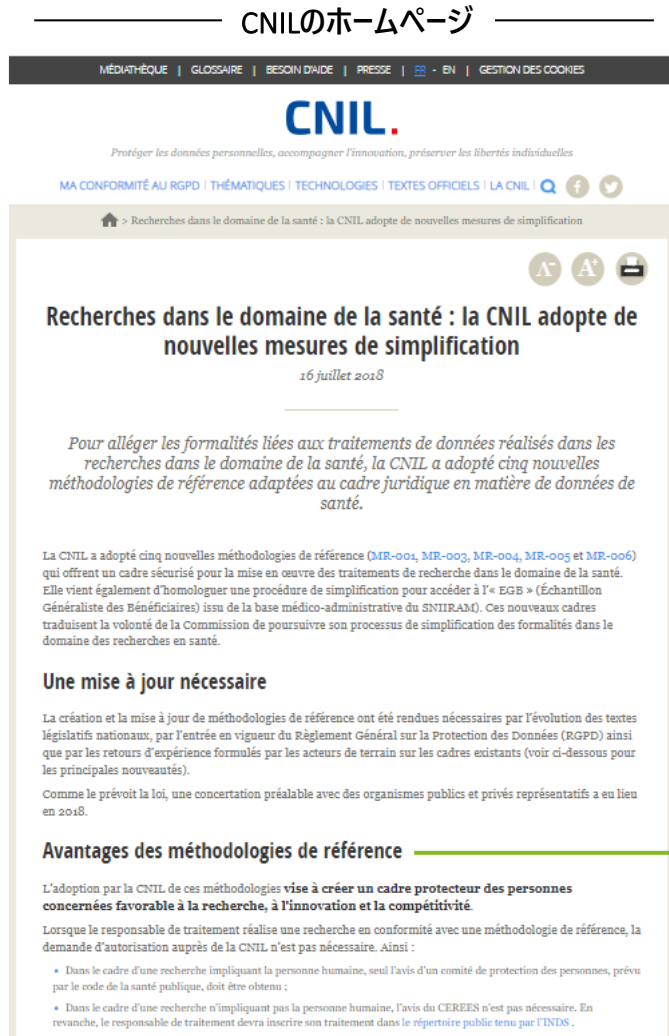 CNILのホームページ
MÉDIATHÈQUE | GLOSSAIRE | BESOIN D'AIDE | PRESSE | FR - EN | GESTION DES COOKIES
CNIL.
Protéger les données personnelles, accompagner l'innovation, préserver les libertés individuelles
MA CONFORMITÉ AU RGPD | THÉMATIQUES | TECHNOLOGIES | TEXTES OFFICIELS | LA CNIL |
> Recherches dans le domaine de la santé : la CNIL adopte de nouvelles mesures de simplification
A- A+
Recherches dans le domaine de la santé : la CNIL adopte de
nouvelles mesures de simplification
16 juillet 2018
Pour alléger les formalités liées aux traitements de données réalisés dans les
recherches dans le domaine de la santé, la CNIL a adopté cinq nouvelles
méthodologies de référence adaptées au cadre juridique en matière de données de
santé.
La CNIL a adopté cinq nouvelles méthodologies de référence (MR-001, MR-003, MR-004, MR-005 et MR-006)
qui offrent un cadre sécurisé pour la mise en œuvre des traitements de recherche dans le domaine de la santé.
Elle vient également d'homologuer une procédure de simplification pour accéder à l'« EGB » (Échantillon
Généraliste des Bénéficiaires) issu de la base médico-administrative du SNIIRAM). Ces nouveaux cadres
traduisent la volonté de la Commission de poursuivre son processus de simplification des formalités dans le
domaine des recherches en santé.
Une mise à jour nécessaire
La création et la mise à jour de méthodologies de référence ont été rendues nécessaires par l'évolution des textes
législatifs nationaux, par l'entrée en vigueur du Règlement Général sur la Protection des Données (RGPD) ainsi
que par les retours d'expérience formulés par les acteurs de terrain sur les cadres existants (voir ci-dessous pour
les principales nouveautés).
Comme le prévoit la loi, une concertation préalable avec des organismes publics et privés représentatifs a eu lieu
en 2018.
Avantages des méthodologies de référence
L'adoption par la CNIL de ces méthodologies vise à créer un cadre protecteur des personnes
concernées favorable à la recherche, à l'innovation et la compétitivité.
Lorsque le responsable de traitement réalise une recherche en conformité avec une méthodologie de référence, la
demande d'autorisation auprès de la CNIL n'est pas nécessaire. Ainsi :
• Dans le cadre d'une recherche impliquant la personne humaine, seul l'avis d'un comité de protection des personnes, prévu
par le code de la santé publique, doit être obtenu ;
• Dans le cadre d'une recherche n'impliquant pas la personne humaine, l'avis du CEREES n'est pas nécessaire. En
revanche, le responsable de traitement devra inscrire son traitement dans le répertoire public tenu par l'INDS .